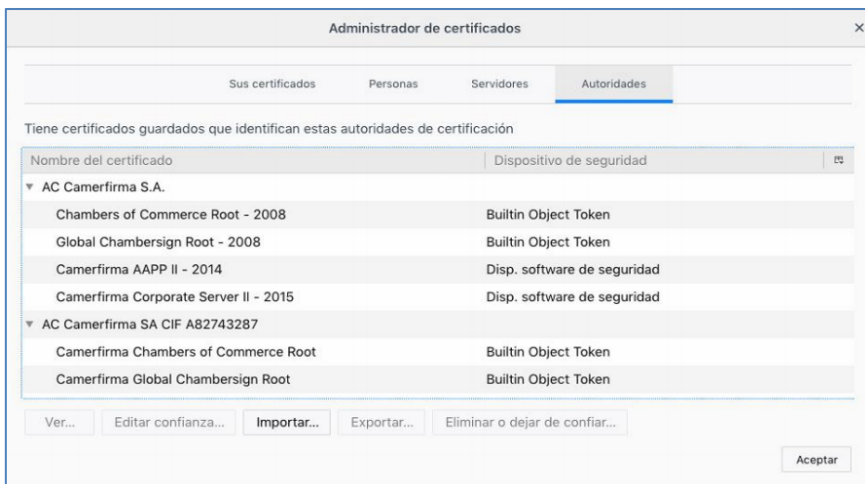 Administrador de certificados
Sus certificados Personas Servidores Autoridades
Tiene certificados guardados que identifican estas autoridades de certificación
Nombre del certificado Dispositivo de seguridad
AC Camerfirma S.A.
Chambers of Commerce Root - 2008 Builtin Object Token
Global Chambersign Root - 2008 Builtin Object Token
Camerfirma AAPP II - 2014 Disp. software de seguridad
Camerfirma Corporate Server II - 2015 Disp. software de seguridad
AC Camerfirma SA CIF A82743287
Camerfirma Chambers of Commerce Root Builtin Object Token
Camerfirma Global Chambersign Root Builtin Object Token
Ver... Editar confianza... Importar... Exportar... Eliminar o dejar de confiar...
Aceptar